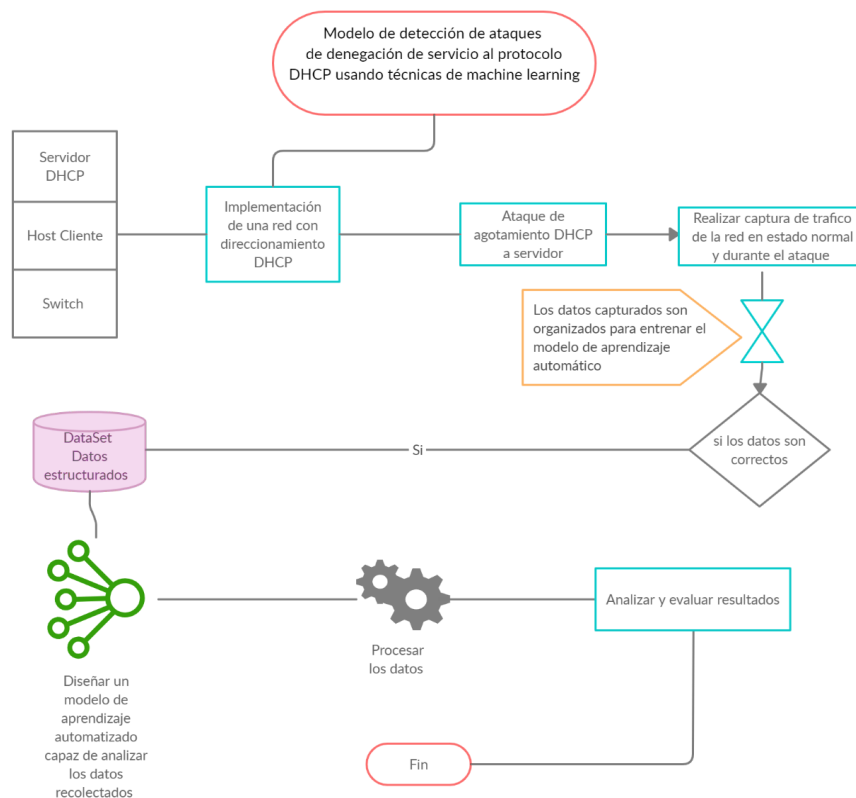 Modelo de detección de ataques
de denegación de servicio al protocolo
DHCP usando técnicas de machine learning
Servidor
DHCP
Host Cliente
Switch
Implementación
de una red con
direccionamiento
DHCP
Ataque de
agotamiento DHCP
a servidor
Realizar captura de trafico
de la red en estado normal
y durante el ataque
Los datos capturados son
organizados para entrenar el
modelo de aprendizaje
automático
si los datos son
correctos
Si
DataSet
Datos
estructurados
Diseñar un
modelo de
aprendizaje
automatizado
capaz de analizar
los datos
recolectados
Procesar
los datos
Analizar y evaluar resultados
Fin